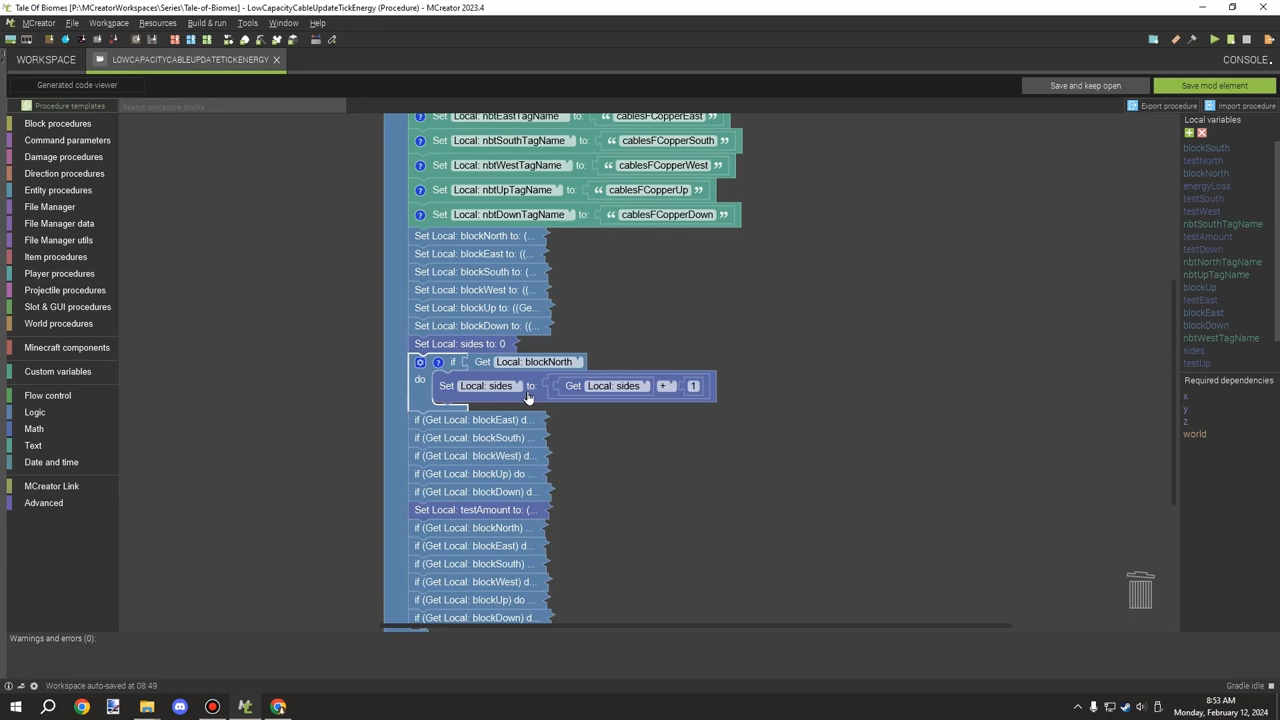 Tale Of Biomes [P:\MCreatorWorkspaces\Series\Tale-of-Biomes] - LowCapacityCableUpdateTickEnergy (Procedure) - MCreator 2023.4
MCreator File Workspace Resources Build & run Tools Window Help
WORKSPACE LOWCAPACITYCABLEUPDATETICKENERGY CONSOLE
Generated code viewer Save and keep open Save mod element
Procedure templates Search procedure blocks... Export procedure Import procedure
Block procedures
Command parameters
Damage procedures
Direction procedures
Entity procedures
File Manager
File Manager data
File Manager utils
Item procedures
Player procedures
Projectile procedures
Slot & GUI procedures
World procedures
Minecraft components
Custom variables
Flow control
Logic
Math
Text
Date and time
MCreator Link
Advanced
? Set Local: nbtEastTagName to: “ cablesFCopperEast ”
? Set Local: nbtSouthTagName to: “ cablesFCopperSouth ”
? Set Local: nbtWestTagName to: “ cablesFCopperWest ”
? Set Local: nbtUpTagName to: “ cablesFCopperUp ”
? Set Local: nbtDownTagName to: “ cablesFCopperDown ”
Set Local: blockNorth to: (...
Set Local: blockEast to: ((...
Set Local: blockSouth to: (...
Set Local: blockWest to: ((...
Set Local: blockUp to: ((Ge...
Set Local: blockDown to: ((...
Set Local: sides to: 0
? if Get Local: blockNorth
do Set Local: sides to: Get Local: sides + 1
if (Get Local: blockEast) d...
if (Get Local: blockSouth) ...
if (Get Local: blockWest) d...
if (Get Local: blockUp) do ...
if (Get Local: blockDown) d...
Set Local: testAmount to: (...
if (Get Local: blockNorth) ...
if (Get Local: blockEast) d...
if (Get Local: blockSouth) ...
if (Get Local: blockWest) d...
if (Get Local: blockUp) do ...
if (Get Local: blockDown) d...
Local variables
blockSouth
testNorth
blockNorth
energyLoss
testSouth
testWest
nbtSouthTagName
testAmount
testDown
nbtNorthTagName
nbtUpTagName
blockUp
testEast
blockEast
blockDown
nbtWestTagName
sides
testUp
Required dependencies
x
y
z
world
Warnings and errors (0):
Workspace auto-saved at 08:49 Gradle idle
8:53 AM
Monday, February 12, 2024